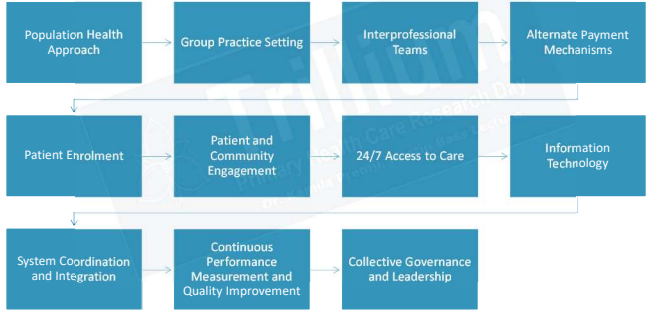 Population Health
Approach
Group Practice Setting
Interprofessional
Teams
Alternate Payment
Mechanisms
Patient Enrolment
Patient and
Community
Engagement
24/7 Access to Care
Information
Technology
System Coordination
and Integration
Continuous
Performance
Measurement and
Quality Improvement
Collective Governance
and Leadership
Trillium
Primary Health Care Research Day